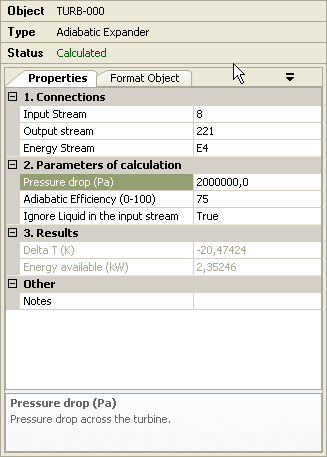 Object TURB-000
Type Adiabatic Expander
Status Calculated
Properties Format Object
1. Connections
Input Stream 8
Output stream 221
Energy Stream E4
2. Parameters of calculation
Pressure drop (Pa) 2000000,0
Adiabatic Efficiency (0-100) 75
Ignore Liquid in the input stream True
3. Results
Delta T (K) -20,47424
Energy available (kW) 2,35246
Other
Notes
Pressure drop (Pa)
Pressure drop across the turbine.